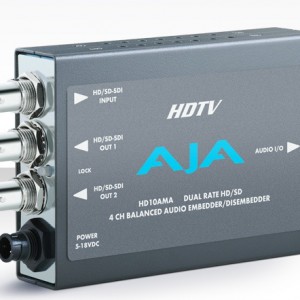 HD/SD-SDI
INPUT
HDTV
HD/SD-SDI
OUT 1
AJA
AUDIO I/O
LOCK
HD/SD-SDI
OUT 2
HD10AMA DUAL RATE HD/SD
4 CH BALANCED AUDIO EMBEDDER/DISEMBEDDER
POWER
5-18VDC